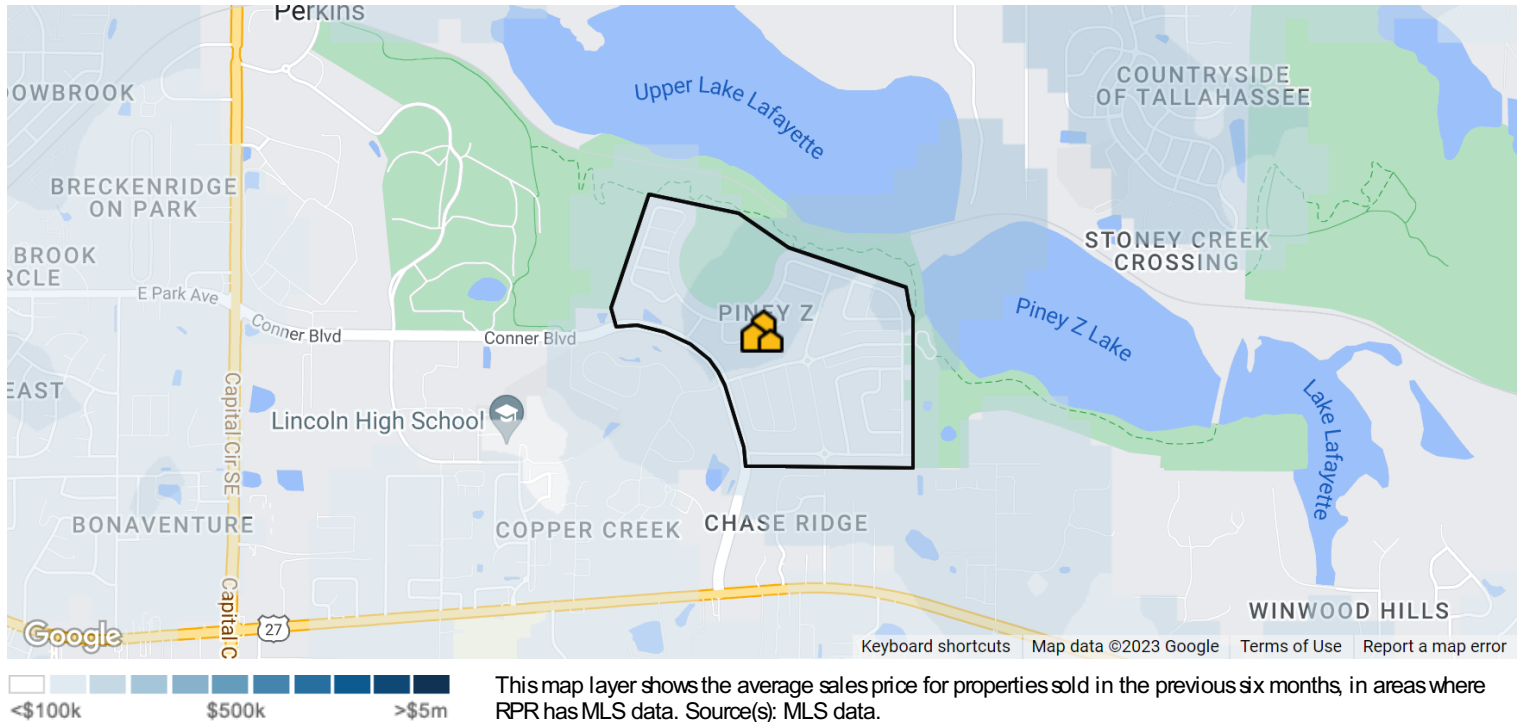 Perkins
OWBROOK
Upper Lake Lafayette
COUNTRYSIDE
OF TALLAHASSEE
BRECKENRIDGE
ON PARK
STONEY CREEK
CROSSING
BROOK
RCLE
E Park Ave
PINEY Z
Conner Blvd
Conner Blvd
Piney Z Lake
EAST
Capital Cir SE
Lincoln High School
Lake Lafayette
BONAVENTURE
COPPER CREEK
CHASE RIDGE
Capital C
WINWOOD HILLS
27
Google
Keyboard shortcuts
Map data ©2023 Google
Terms of Use
Report a map error
<$100k
$500k
>$5m
This map layer shows the average sales price for properties sold in the previous six months, in areas where
RPR has MLS data. Source(s): MLS data.